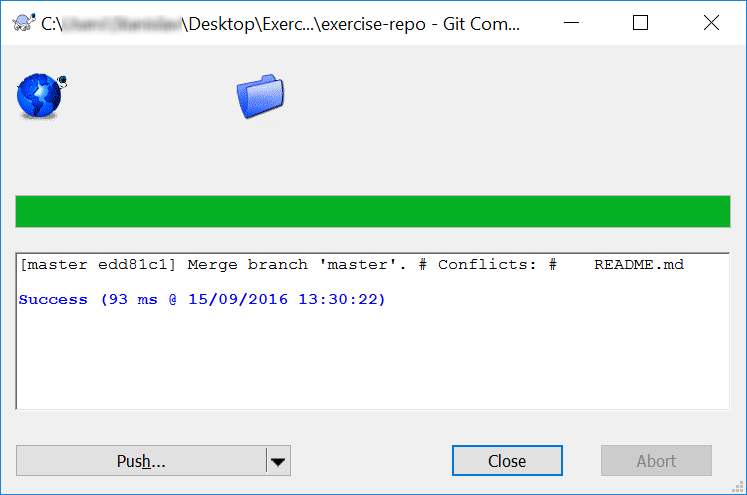 C:\ \Desktop\Exerc...\exercise-repo - Git Com...
[master edd81c1] Merge branch 'master'. # Conflicts: # README.md
Success (93 ms @ 15/09/2016 13:30:22)
Push...
Close
Abort